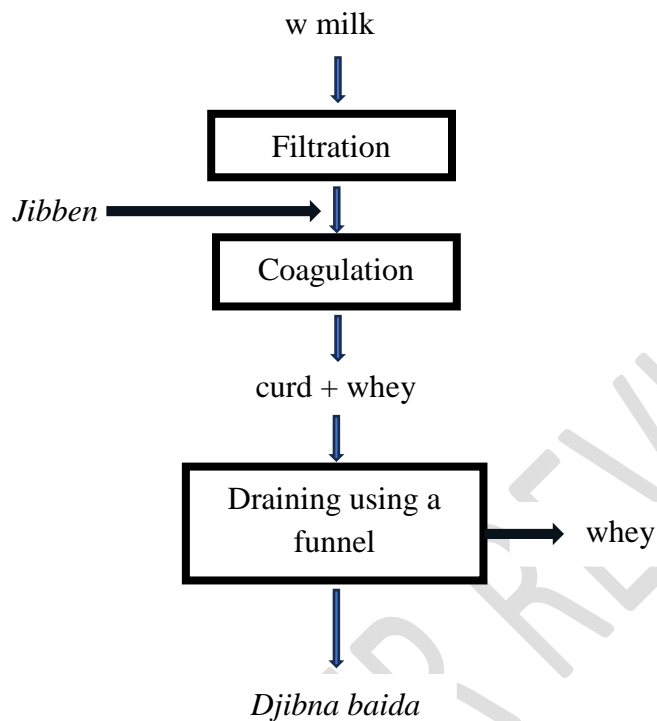 w milk
Filtration
Jibben
Coagulation
curd + whey
Draining using a
funnel
whey
Djibna baida